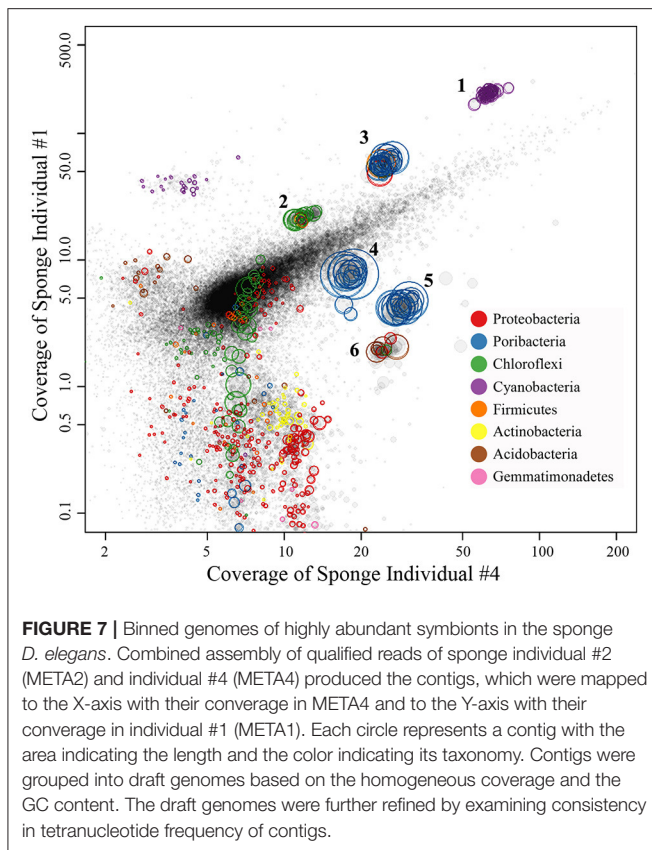 500.0
50.0
10.0
5.0
1.0
0.5
0.1
Coverage of Sponge Individual #1
1
2
3
4
5
6
Proteobacteria
Poribacteria
Chloroflexi
Cyanobacteria
Firmicutes
Actinobacteria
Acidobacteria
Gemmatimonadetes
2 5 10 20 50 100 200
Coverage of Sponge Individual #4
FIGURE 7 | Binned genomes of highly abundant symbionts in the sponge
D. elegans. Combined assembly of qualified reads of sponge individual #2
(META2) and individual #4 (META4) produced the contigs, which were mapped
to the X-axis with their converage in META4 and to the Y-axis with their
converage in individual #1 (META1). Each circle represents a contig with the
area indicating the length and the color indicating its taxonomy. Contigs were
grouped into draft genomes based on the homogeneous coverage and the
GC content. The draft genomes were further refined by examining consistency
in tetranucleotide frequency of contigs.